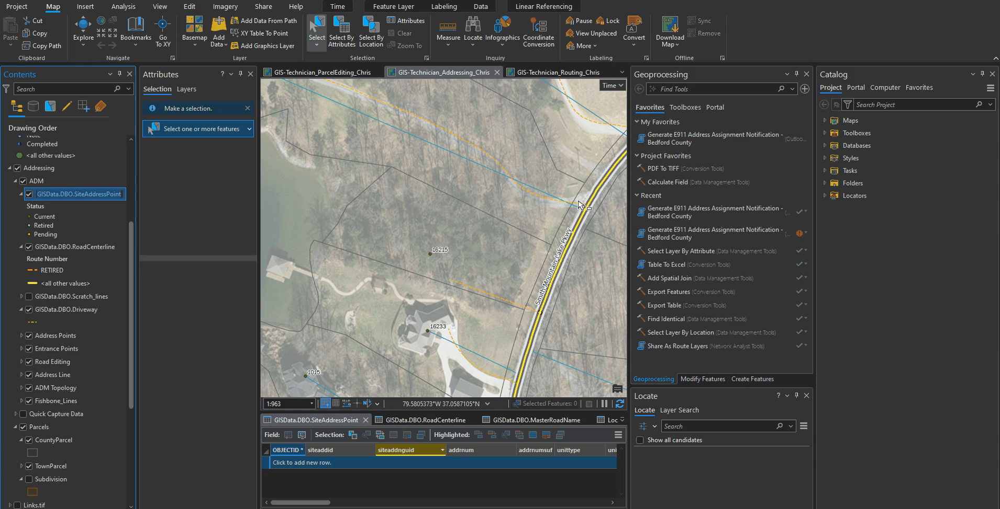 Project Map Insert Analysis View Edit Imagery Share Help Time Feature Layer Labeling Data Linear Referencing
Paste
Cut
Copy
Copy Path
Clipboard
Explore
Bookmarks
Go To XY
Navigate
Basemap
Add Data
Add Data From Path
XY Table To Point
Add Graphics Layer
Layer
Select
Select By Attributes
Select By Location
Attributes
Clear
Zoom To
Selection
Measure
Locate
Infographics
Coordinate Conversion
Inquiry
Pause
Lock
View Unplaced
More
Convert
Labeling
Download Map
Sync
Remove
Offline
Contents
Search
Drawing Order
Note
Completed
<all other values>
Addressing
ADM
GISData.DBO.SiteAddressPoint
Status
Current
Retired
Pending
GISData.DBO.RoadCenterline
Route Number
RETIRED
<all other values>
GISData.DBO.Scratch_lines
GISData.DBO.Driveway
Address Points
Entrance Points
Road Editing
Address Line
ADM Topology
Fishbone_Lines
Quick Capture Data
Parcels
CountyParcel
TownParcel
Subdivision
Links.tif
Attributes
?
Selection Layers
Make a selection.
Select one or more features
GIS-Technician_ParcelEditing_Chris
GIS-Technician_Addressing_Chris
GIS-Technician_Routing_Chris
Time
16215
Smith Mountain Lake Pkwy
16233
1015
1:963
79.5805373°W 37.0587105°N
Selected Features: 0
GISData.DBO.SiteAddressPoint
GISData.DBO.RoadCenterline
GISData.DBO.MasterRoadName
Loc
Field: Selection: Highlighted:
OBJECTID * siteaddid siteaddnguid addrnum addrnumsuf unittype uni
Click to add new row.
Geoprocessing
Find Tools
Favorites Toolboxes Portal
My Favorites
Generate E911 Address Assignment Notification -
Bedford County (Outloo...
Project Favorites
PDF To TIFF (Conversion Tools)
Calculate Field (Data Management Tools)
Recent
Generate E911 Address Assignment Notification -
Bedford County (...
Generate E911 Address Assignment Notification -
Bedford County (...
Select Layer By Attribute (Data Management Tools)
Table To Excel (Conversion Tools)
Add Spatial Join (Data Management Tools)
Export Features (Conversion Tools)
Export Table (Conversion Tools)
Find Identical (Data Management Tools)
Select Layer By Location (Data Management Tools)
Share As Route Layers (Network Analyst Tools)
Geoprocessing Modify Features Create Features
Locate
?
Locate Layer Search
Search
Show all candidates
Catalog
Project Portal Computer Favorites
Search Project
Maps
Toolboxes
Databases
Styles
Tasks
Folders
Locators